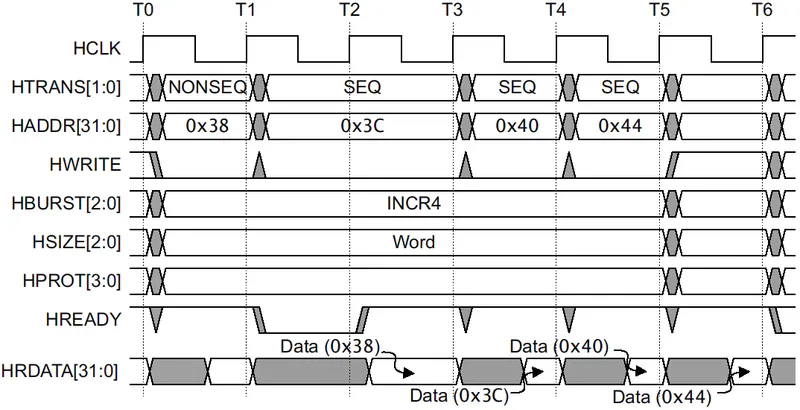 T0 T1 T2 T3 T4 T5 T6
HCLK
HTRANS[1:0] NONSEQ SEQ SEQ SEQ
HADDR[31:0] 0x38 0x3C 0x40 0x44
HWRITE
HBURST[2:0] INCR4
HSIZE[2:0] Word
HPROT[3:0]
HREADY
Data (0x38) Data (0x40)
HRDATA[31:0]
Data (0x3C) Data (0x44)